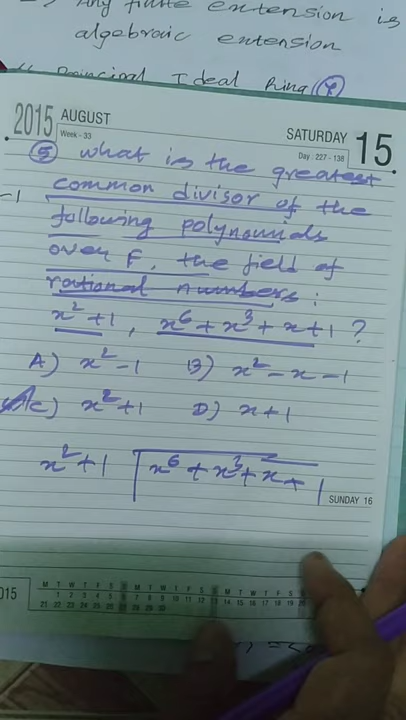 Any finite extension is
algebraic extension
Principal Ideal Ring (4)
2015 AUGUST
Week - 33
SATURDAY 15
Day : 227 - 138
(5) what is the greatest
common divisor of the
following polynomials
over F, the field of
rational numbers :
x² + 1 , x⁶ + x³ + x + 1 ?
A) x² - 1 B) x² - x - 1
C) x² + 1 D) x + 1
x² + 1 x⁶ + x³ + x + 1
SUNDAY 16
015
M T W T F S S M T W T F S S M T W T F S S